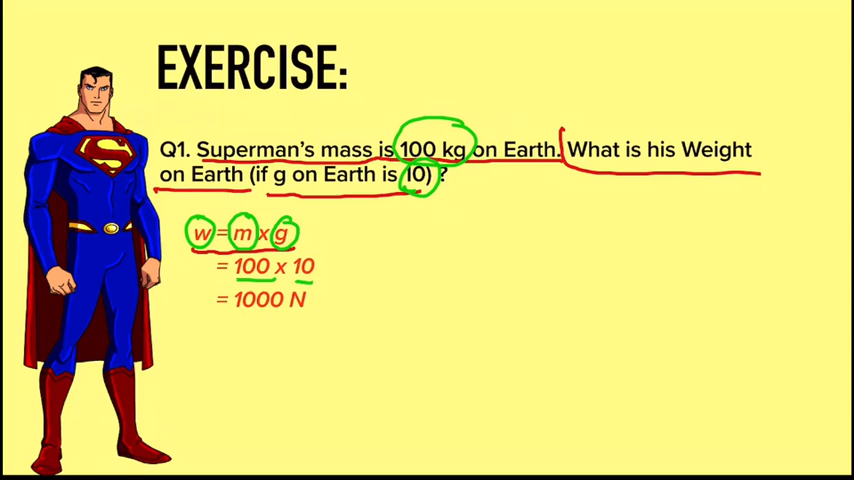 EXERCISE:
Q1. Superman's mass is 100 kg on Earth. What is his Weight
on Earth (if g on Earth is 10) ?
w = m x g
= 100 x 10
= 1000 N
S